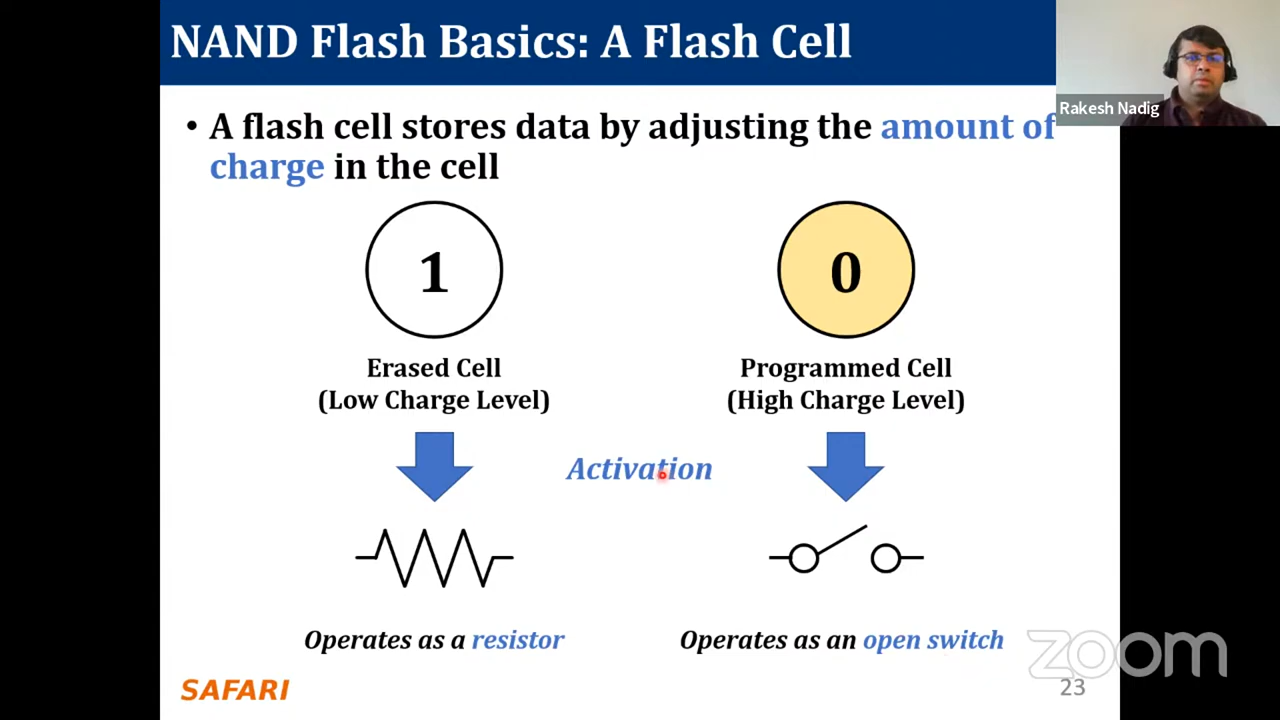 NAND Flash Basics: A Flash Cell
Rakesh Nadig
• A flash cell stores data by adjusting the amount of
charge in the cell
1
0
Erased Cell
(Low Charge Level)
Programmed Cell
(High Charge Level)
Activation
Operates as a resistor
Operates as an open switch
zoom
SAFARI
23